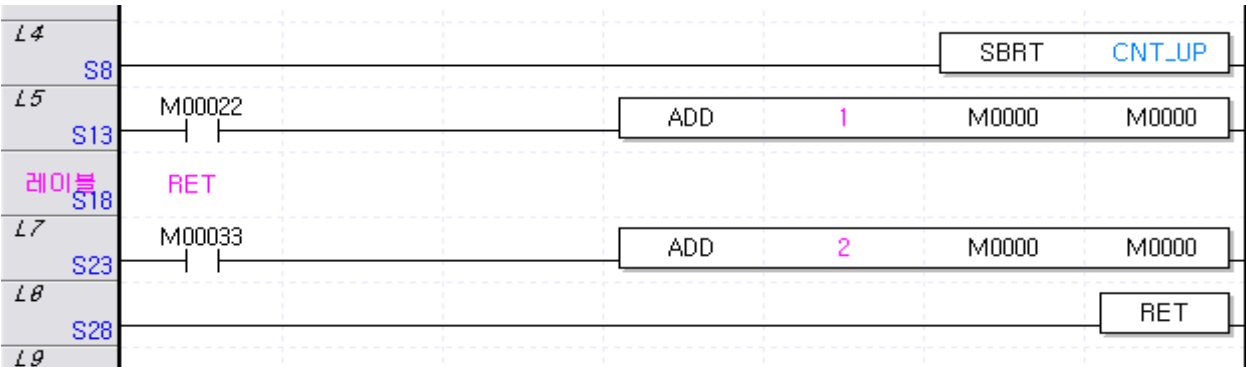 L4
S8 SBRT CNT_UP
L5 M00022
S13 ADD 1 M0000 M0000
레이블
S18 RET
L7 M00033
S23 ADD 2 M0000 M0000
L8
S28 RET
L9